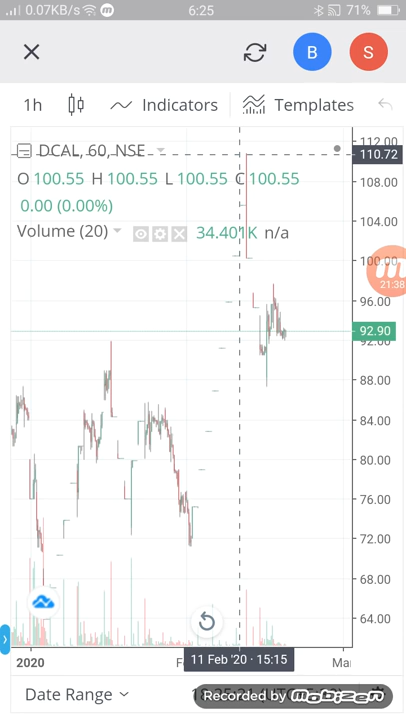 0.07KB/s 6:25 71%
B S
1h Indicators Templates
DCAL, 60, NSE
O 100.55 H 100.55 L 100.55 C 100.55
0.00 (0.00%)
Volume (20) 34.401K n/a
112.00
110.72
108.00
104.00
100.00
21:38
96.00
92.90
92.00
88.00
84.00
80.00
76.00
72.00
68.00
64.00
2020 11 Feb '20 - 15:15 Mar
Date Range
Recorded by mobizen